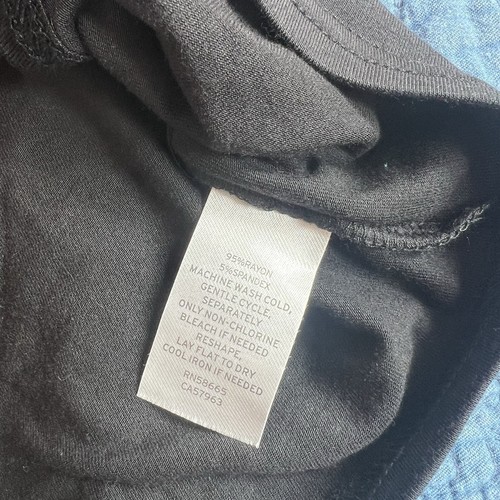 95%RAYON
5%SPANDEX
MACHINE WASH COLD,
GENTLE CYCLE,
SEPARATELY
ONLY NON-CHLORINE
BLEACH IF NEEDED
RESHAPE,
LAY FLAT TO DRY
COOL IRON IF NEEDED
RN58665
CA57963